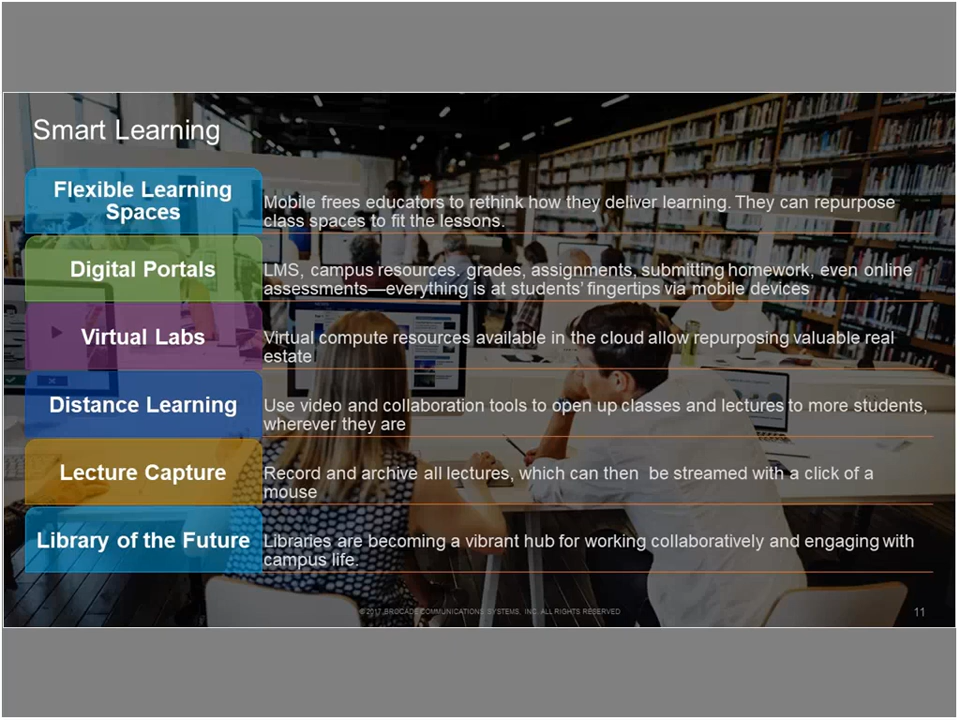 Smart Learning
Flexible Learning
Spaces
Mobile frees educators to rethink how they deliver learning. They can repurpose
class spaces to fit the lessons.
Digital Portals
LMS, campus resources. grades, assignments, submitting homework, even online
assessments—everything is at students' fingertips via mobile devices
Virtual Labs
Virtual compute resources available in the cloud allow repurposing valuable real
estate
Distance Learning
Use video and collaboration tools to open up classes and lectures to more students,
wherever they are
Lecture Capture
Record and archive all lectures, which can then be streamed with a click of a
mouse
Library of the Future
Libraries are becoming a vibrant hub for working collaboratively and engaging with
campus life.
© 2017 BROCADE COMMUNICATIONS SYSTEMS, INC. ALL RIGHTS RESERVED
11